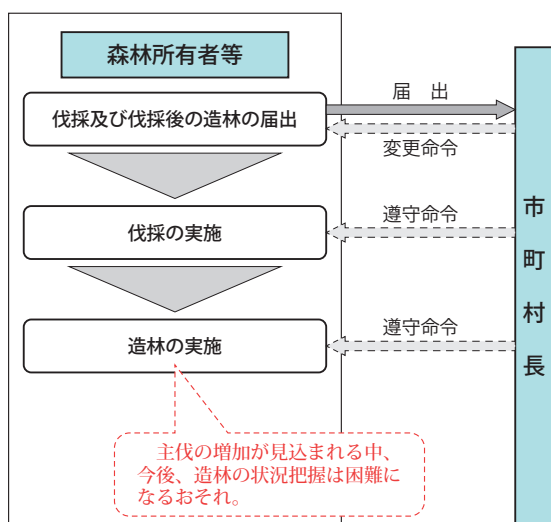 森林所有者等
届　出
伐採及び伐採後の造林の届出
変更命令
遵守命令
伐採の実施
遵守命令
造林の実施
市町村長
　主伐の増加が見込まれる中、
今後、造林の状況把握は困難に
なるおそれ。